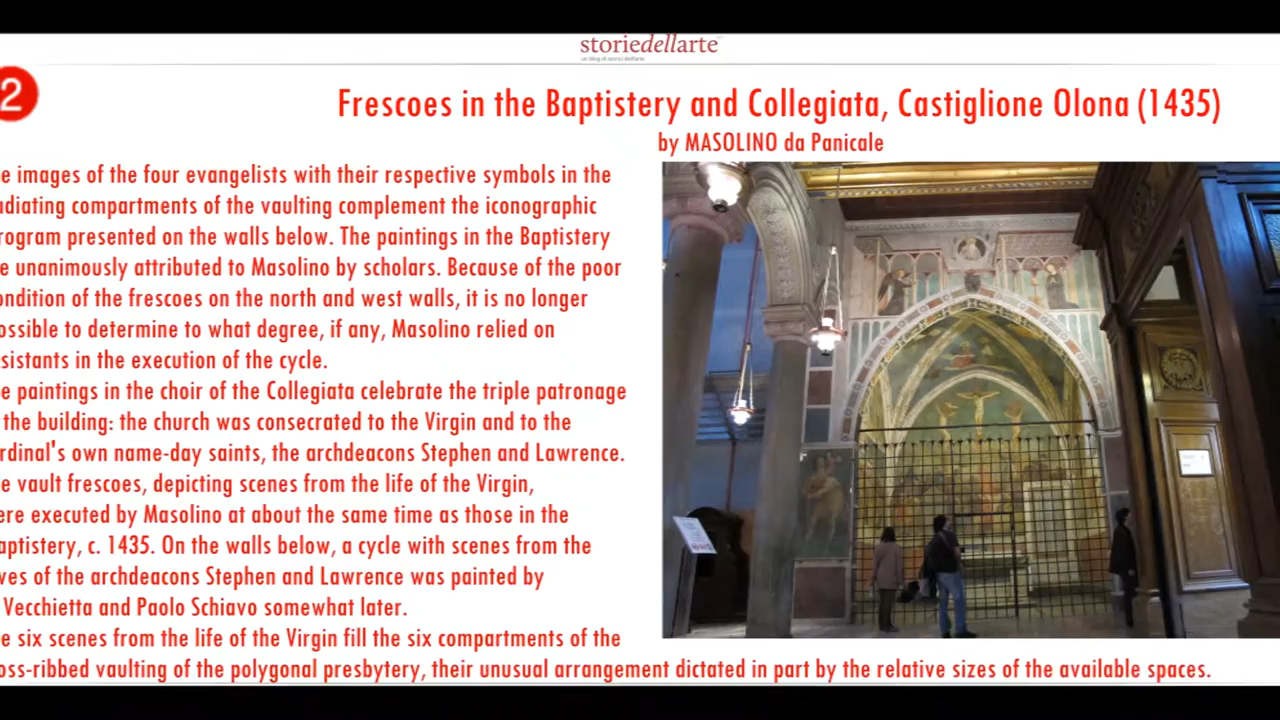 storiedellarte
un blog di storici dell'arte
2
Frescoes in the Baptistery and Collegiata, Castiglione Olona (1435)
by MASOLINO da Panicale
e images of the four evangelists with their respective symbols in the
adiating compartments of the vaulting complement the iconographic
rogram presented on the walls below. The paintings in the Baptistery
e unanimously attributed to Masolino by scholars. Because of the poor
ondition of the frescoes on the north and west walls, it is no longer
ossible to determine to what degree, if any, Masolino relied on
sistants in the execution of the cycle.
e paintings in the choir of the Collegiata celebrate the triple patronage
the building: the church was consecrated to the Virgin and to the
rdinal's own name-day saints, the archdeacons Stephen and Lawrence.
e vault frescoes, depicting scenes from the life of the Virgin,
ere executed by Masolino at about the same time as those in the
aptistery, c. 1435. On the walls below, a cycle with scenes from the
ves of the archdeacons Stephen and Lawrence was painted by
Vecchietta and Paolo Schiavo somewhat later.
e six scenes from the life of the Virgin fill the six compartments of the
oss-ribbed vaulting of the polygonal presbytery, their unusual arrangement dictated in part by the relative sizes of the available spaces.